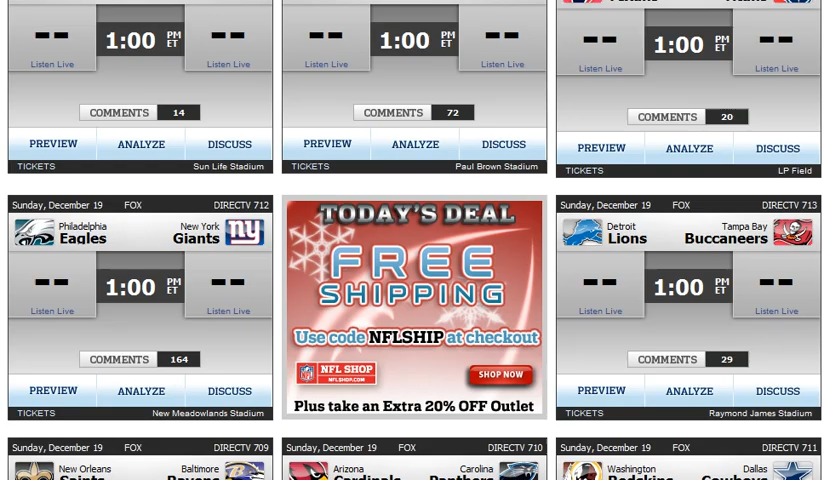 -- 1:00 PM ET --
Listen Live Listen Live
COMMENTS 14
PREVIEW ANALYZE DISCUSS
TICKETS Sun Life Stadium
-- 1:00 PM ET --
Listen Live Listen Live
COMMENTS 72
PREVIEW ANALYZE DISCUSS
TICKETS Paul Brown Stadium
-- 1:00 PM ET --
Listen Live Listen Live
COMMENTS 20
PREVIEW ANALYZE DISCUSS
TICKETS LP Field
Sunday, December 19 FOX DIRECTV 712
Philadelphia New York
Eagles Giants ny
-- 1:00 PM ET --
Listen Live Listen Live
COMMENTS 164
PREVIEW ANALYZE DISCUSS
TICKETS New Meadowlands Stadium
TODAY'S DEAL
FREE
SHIPPING
Use code NFLSHIP at checkout
NFL SHOP
NFLSHOP.COM
SHOP NOW
Plus take an Extra 20% OFF Outlet
Sunday, December 19 FOX DIRECTV 713
Detroit Tampa Bay
Lions Buccaneers
-- 1:00 PM ET --
Listen Live Listen Live
COMMENTS 29
PREVIEW ANALYZE DISCUSS
TICKETS Raymond James Stadium
Sunday, December 19 FOX DIRECTV 709
New Orleans Baltimore
Saints Ravens
Sunday, December 19 FOX DIRECTV 710
Arizona Carolina
Cardinals Panthers
Sunday, December 19 FOX DIRECTV 711
Washington Dallas
Redskins Cowboys